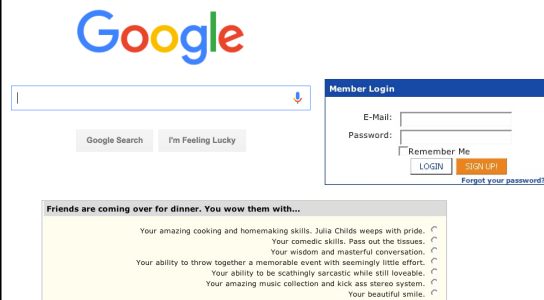 Google
Google Search
I'm Feeling Lucky
Member Login
E-Mail:
Password:
Remember Me
LOGIN
SIGN UP!
Forgot your password?
Friends are coming over for dinner. You wow them with...
Your amazing cooking and homemaking skills. Julia Childs weeps with pride.
Your comedic skills. Pass out the tissues.
Your wisdom and masterful conversation.
Your ability to throw together a memorable event with seemingly little effort.
Your ability to be scathingly sarcastic while still loveable.
Your amazing music collection and kick ass stereo system.
Your beautiful smile.